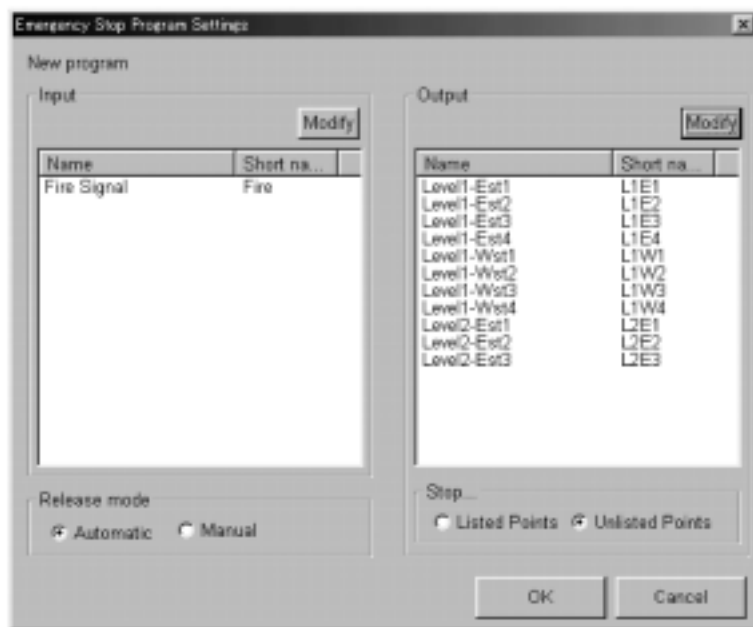 Emergency Stop Program Settings
New program
Input
Modify
Name Short na...
Fire Signal Fire
Release mode
Automatic Manual
Output
Modify
Name Short na...
Level1-Est1 L1E1
Level1-Est2 L1E2
Level1-Est3 L1E3
Level1-Est4 L1E4
Level1-Wst1 L1W1
Level1-Wst2 L1W2
Level1-Wst3 L1W3
Level1-Wst4 L1W4
Level2-Est1 L2E1
Level2-Est2 L2E2
Level2-Est3 L2E3
Stop...
Listed Points Unlisted Points
OK Cancel